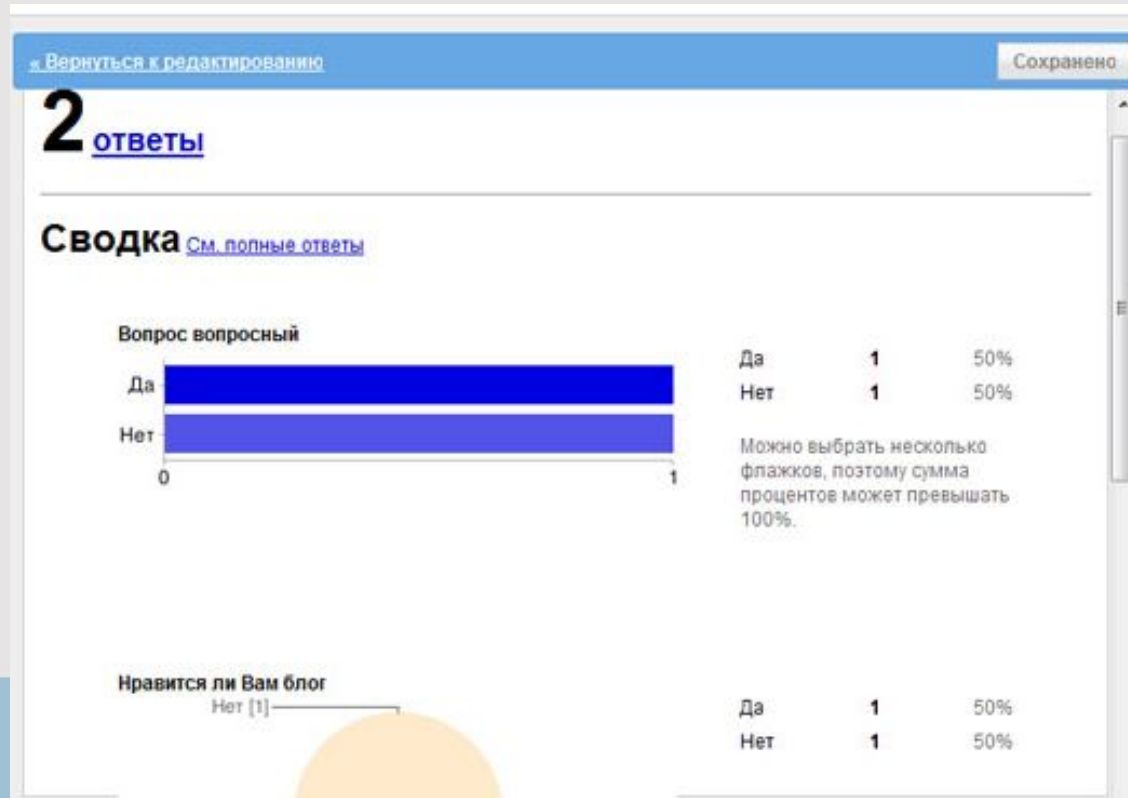 « Вернуться к редактированию
Сохранено
2 ответы
Сводка См. полные ответы
Вопрос вопросный
Да
Нет
0 1
Да 1 50%
Нет 1 50%
Можно выбрать несколько
флажков, поэтому сумма
процентов может превышать
100%.
Нравится ли Вам блог
Нет [1]
Да 1 50%
Нет 1 50%